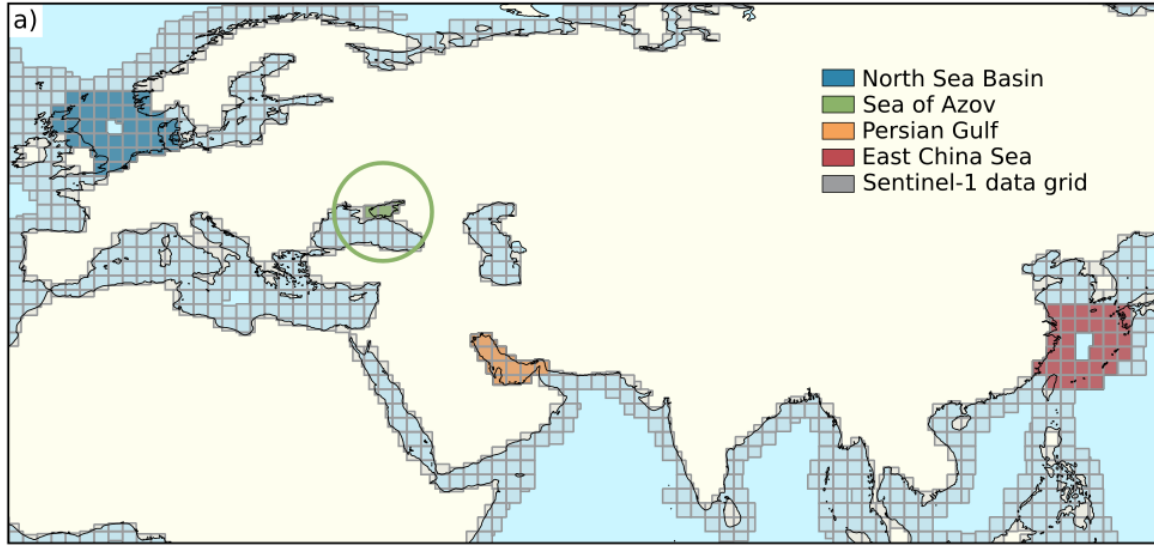 a)
North Sea Basin
Sea of Azov
Persian Gulf
East China Sea
Sentinel-1 data grid